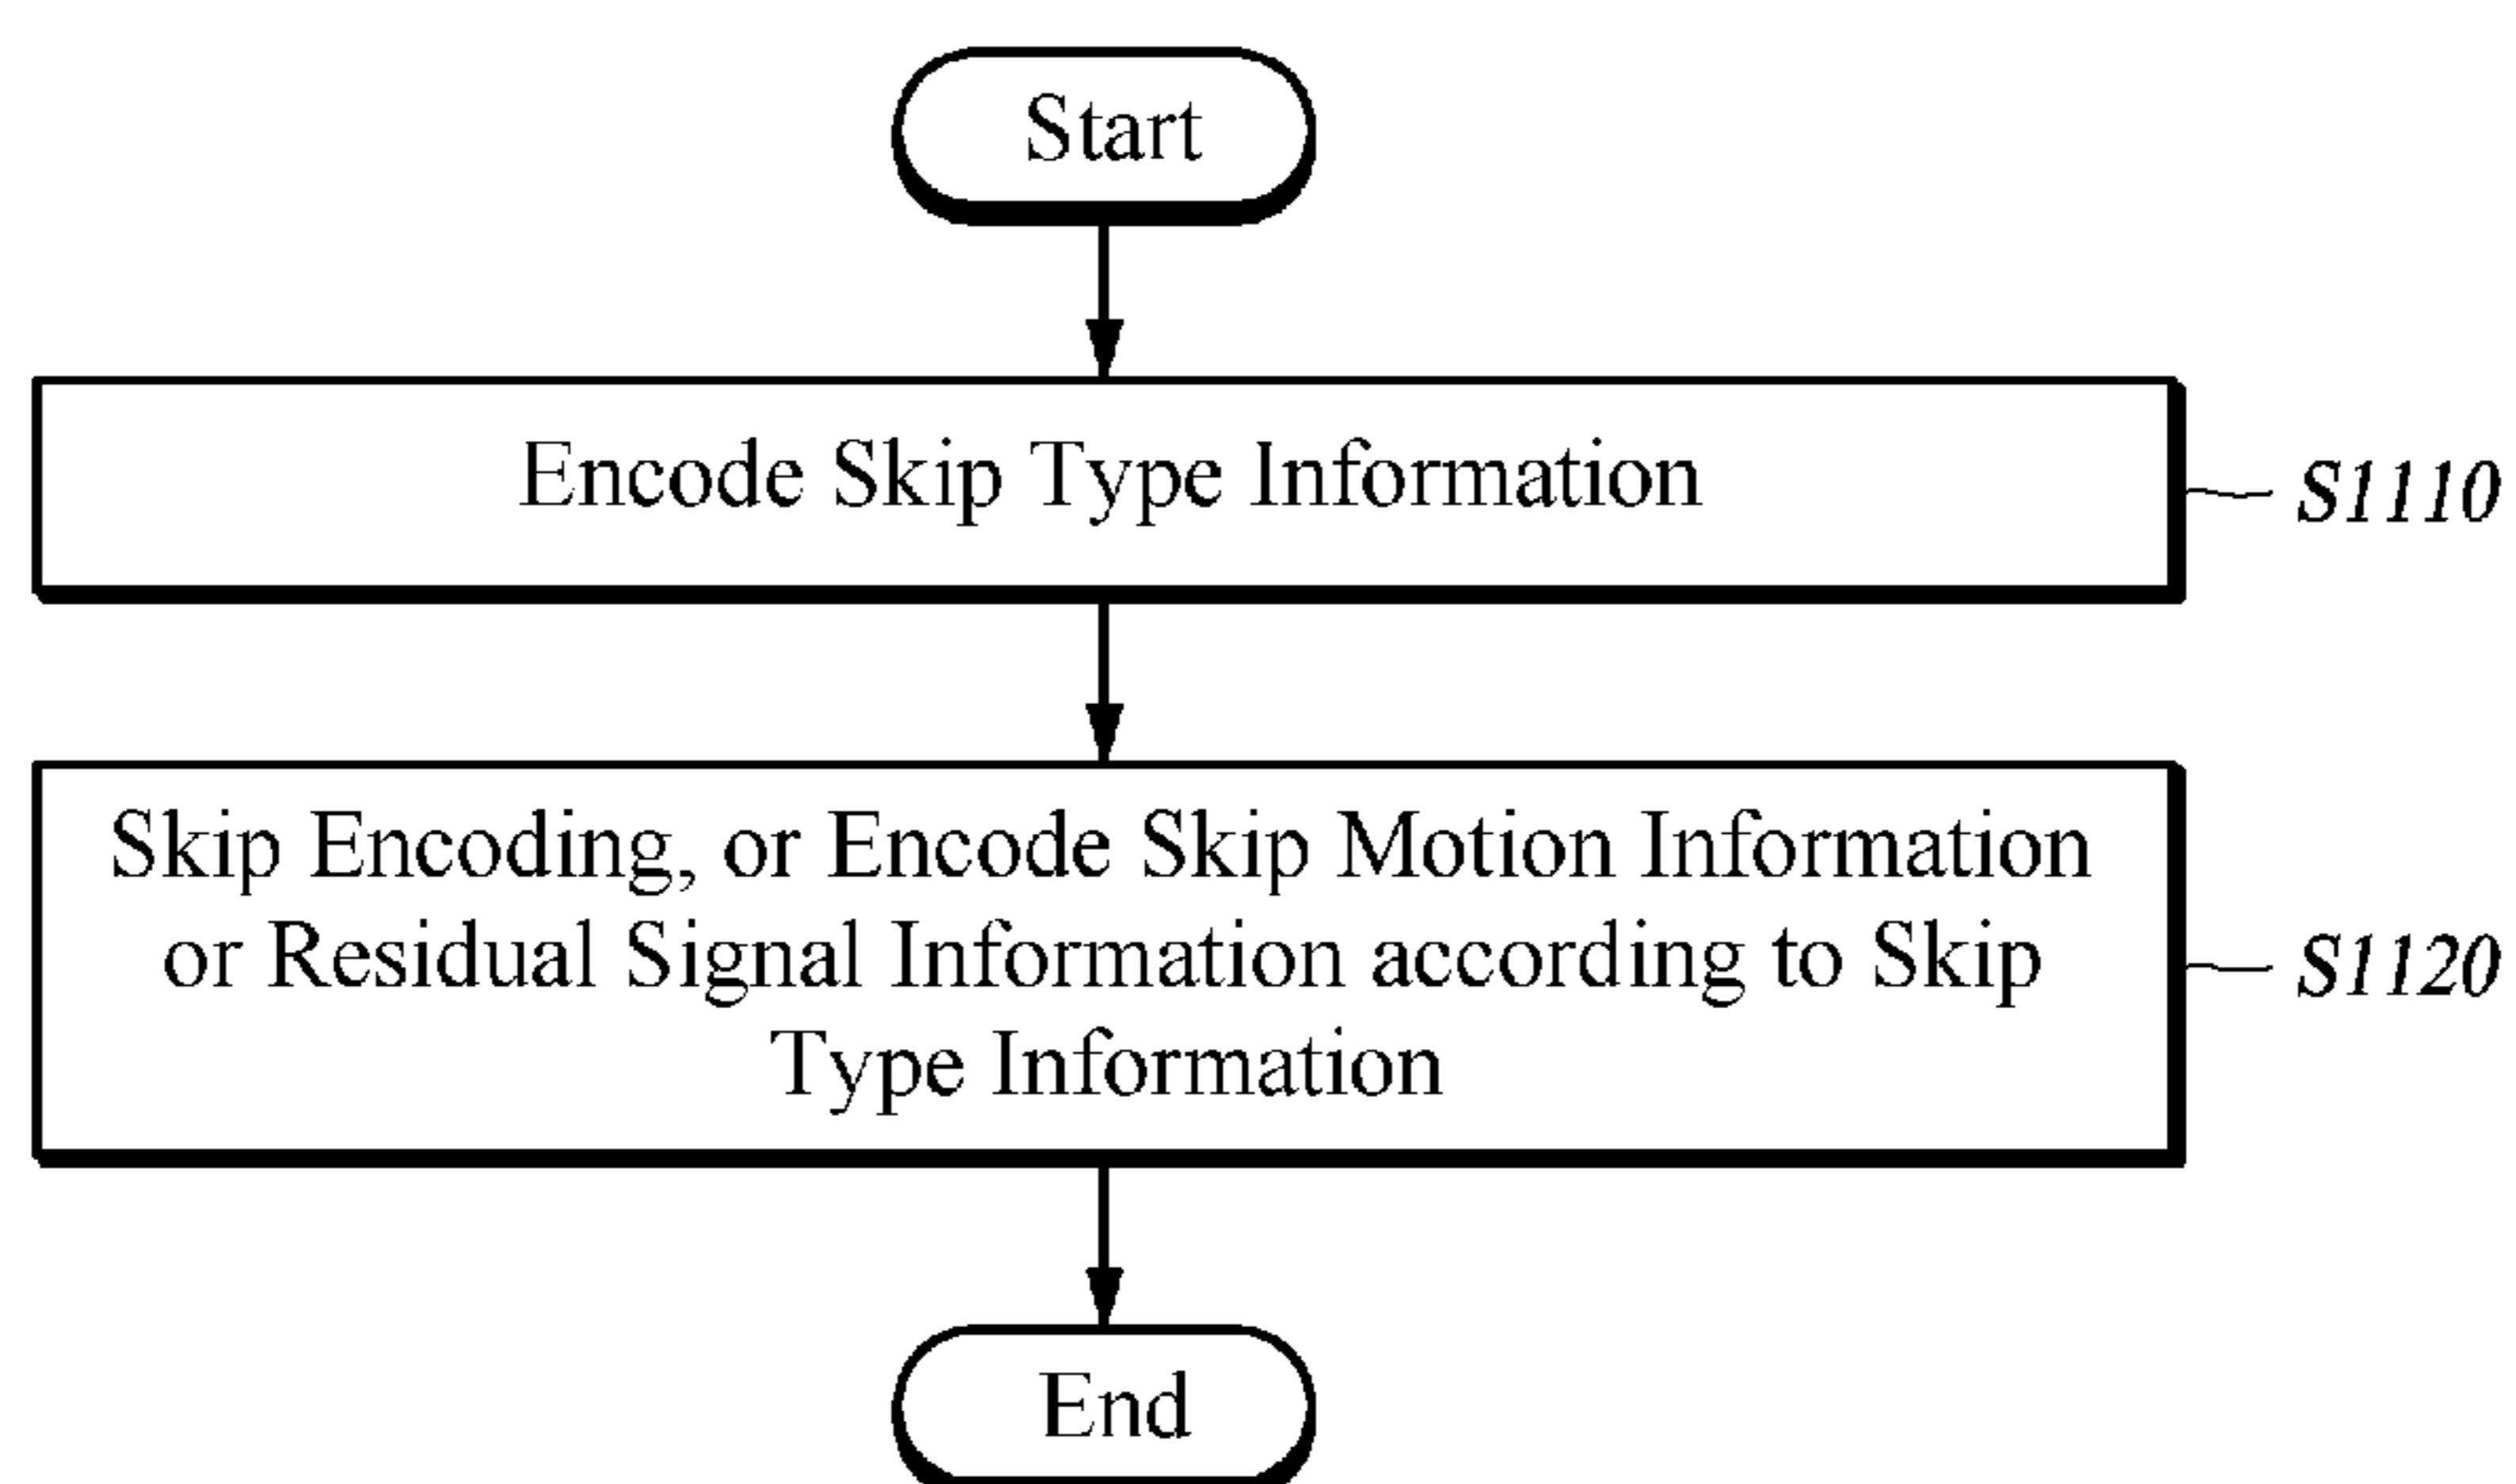 Start
Encode Skip Type Information
S1110
Skip Encoding, or Encode Skip Motion Information
or Residual Signal Information according to Skip
Type Information
S1120
End